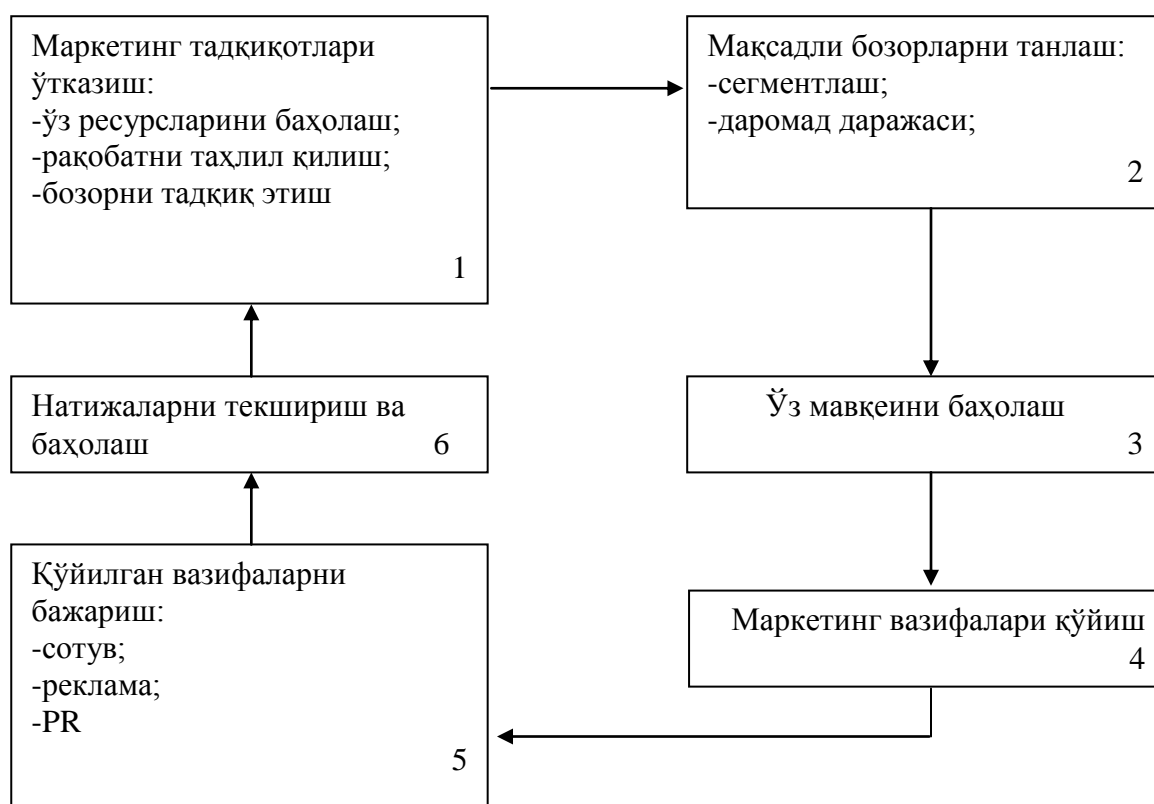 Маркетинг тадқиқотлари
ўтказиш:
-ўз ресурсларини баҳолаш;
-рақобатни таҳлил қилиш;
-бозорни тадқиқ этиш
1
Мақсадли бозорларни танлаш:
-сегментлаш;
-даромад даражаси;
2
Ўз мавқеини баҳолаш
3
Маркетинг вазифалари қўйиш
4
Қўйилган вазифаларни
бажариш:
-сотув;
-реклама;
-PR
5
Натижаларни текшириш ва
баҳолаш 6